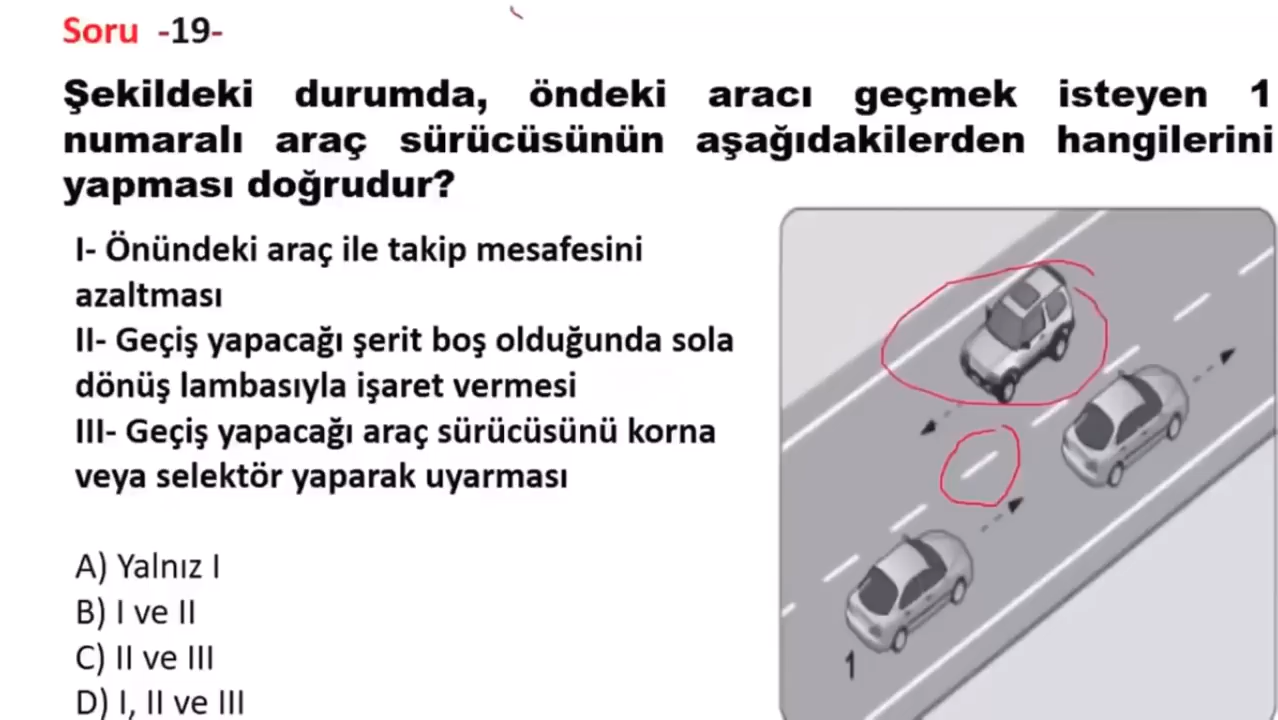 Soru -19-
Şekildeki durumda, öndeki aracı geçmek isteyen 1
numaralı araç sürücüsünün aşağıdakilerden hangilerini
yapması doğrudur?
I- Önündeki araç ile takip mesafesini
azaltması
II- Geçiş yapacağı şerit boş olduğunda sola
dönüş lambasıyla işaret vermesi
III- Geçiş yapacağı araç sürücüsünü korna
veya selektör yaparak uyarması
A) Yalnız I
B) I ve II
C) II ve III
D) I, II ve III
1